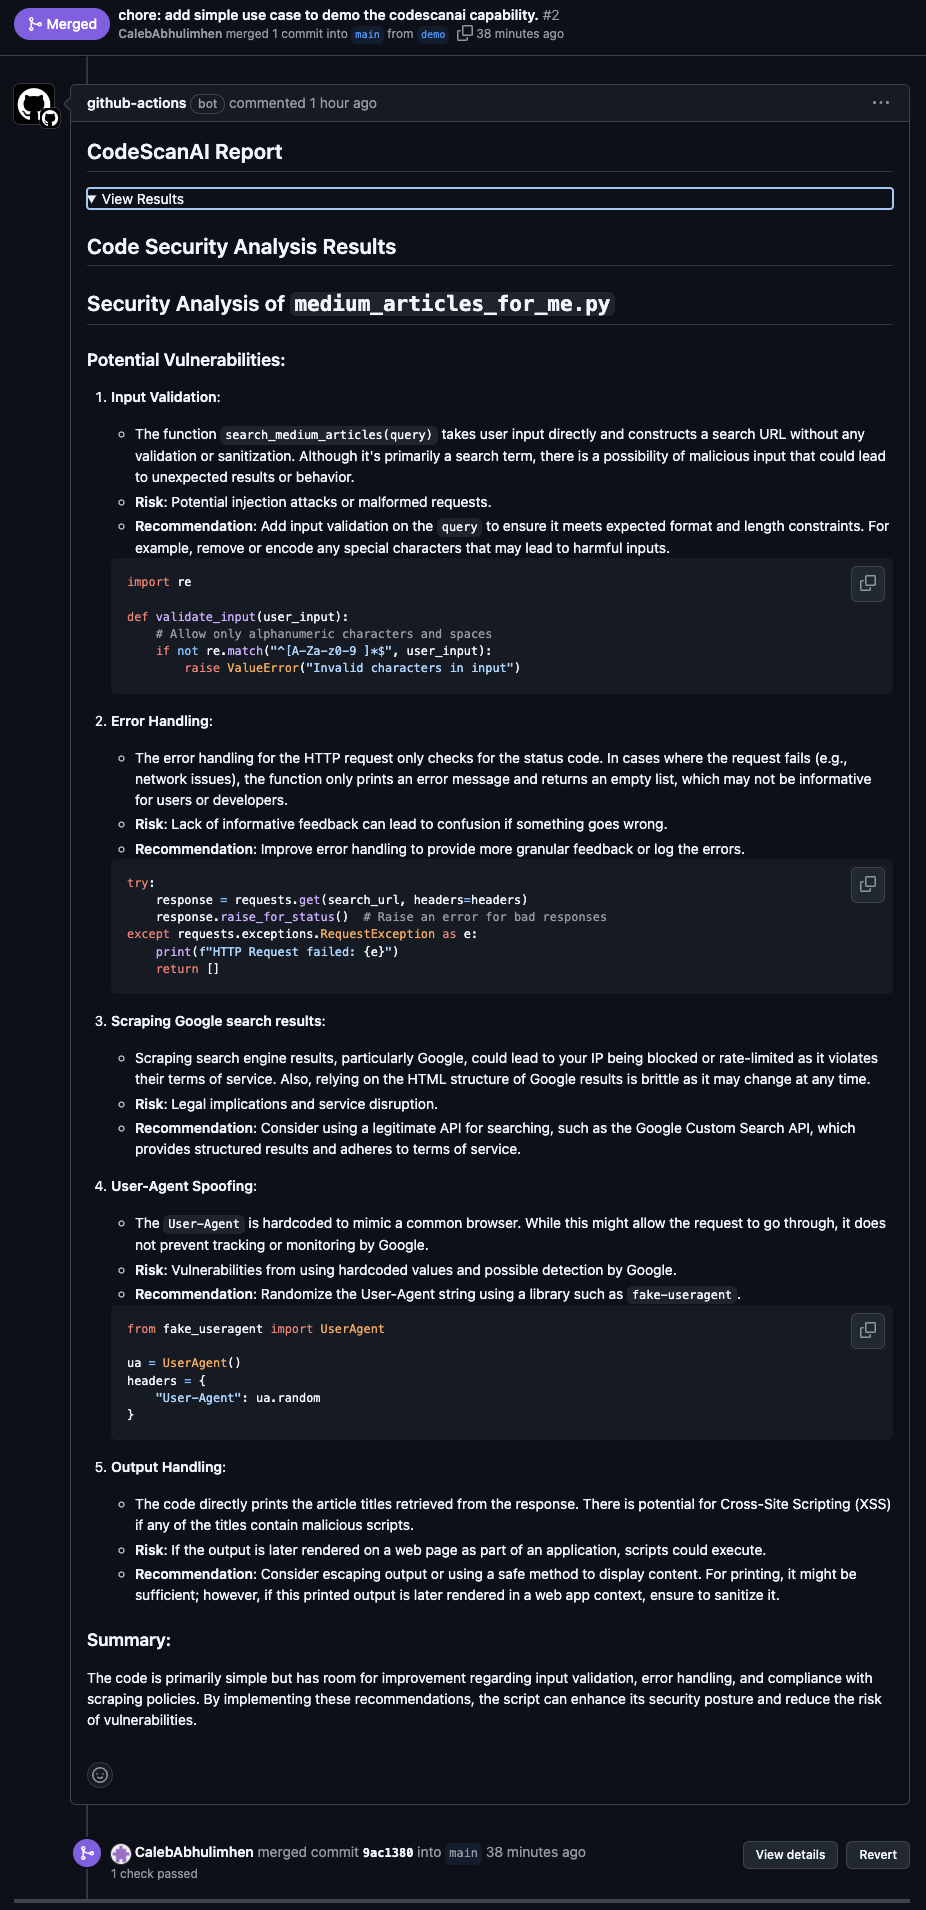 Merged
chore: add simple use case to demo the codescanai capability. #2
CalebAbhulimhen merged 1 commit into main from demo 38 minutes ago
github-actions bot commented 1 hour ago
CodeScanAI Report
▼ View Results
Code Security Analysis Results
Security Analysis of medium_articles_for_me.py
Potential Vulnerabilities:
1. Input Validation:
The function search_medium_articles(query) takes user input directly and constructs a search URL without any
validation or sanitization. Although it's primarily a search term, there is a possibility of malicious input that could lead
to unexpected results or behavior.
Risk: Potential injection attacks or malformed requests.
Recommendation: Add input validation on the query to ensure it meets expected format and length constraints. For
example, remove or encode any special characters that may lead to harmful inputs.
import re
def validate_input(user_input):
    # Allow only alphanumeric characters and spaces
    if not re.match("^[A-Za-z0-9 ]*$", user_input):
        raise ValueError("Invalid characters in input")
2. Error Handling:
The error handling for the HTTP request only checks for the status code. In cases where the request fails (e.g.,
network issues), the function only prints an error message and returns an empty list, which may not be informative
for users or developers.
Risk: Lack of informative feedback can lead to confusion if something goes wrong.
Recommendation: Improve error handling to provide more granular feedback or log the errors.
try:
    response = requests.get(search_url, headers=headers)
    response.raise_for_status()  # Raise an error for bad responses
except requests.exceptions.RequestException as e:
    print(f"HTTP Request failed: {e}")
    return []
3. Scraping Google search results:
Scraping search engine results, particularly Google, could lead to your IP being blocked or rate-limited as it violates
their terms of service. Also, relying on the HTML structure of Google results is brittle as it may change at any time.
Risk: Legal implications and service disruption.
Recommendation: Consider using a legitimate API for searching, such as the Google Custom Search API, which
provides structured results and adheres to terms of service.
4. User-Agent Spoofing:
The User-Agent is hardcoded to mimic a common browser. While this might allow the request to go through, it does
not prevent tracking or monitoring by Google.
Risk: Vulnerabilities from using hardcoded values and possible detection by Google.
Recommendation: Randomize the User-Agent string using a library such as fake-useragent.
from fake_useragent import UserAgent
ua = UserAgent()
headers = {
    "User-Agent": ua.random
}
5. Output Handling:
The code directly prints the article titles retrieved from the response. There is potential for Cross-Site Scripting (XSS)
if any of the titles contain malicious scripts.
Risk: If the output is later rendered on a web page as part of an application, scripts could execute.
Recommendation: Consider escaping output or using a safe method to display content. For printing, it might be
sufficient; however, if this printed output is later rendered in a web app context, ensure to sanitize it.
Summary:
The code is primarily simple but has room for improvement regarding input validation, error handling, and compliance with
scraping policies. By implementing these recommendations, the script can enhance its security posture and reduce the risk
of vulnerabilities.
CalebAbhulimhen merged commit 9ac1380 into main 38 minutes ago
View details
Revert
1 check passed